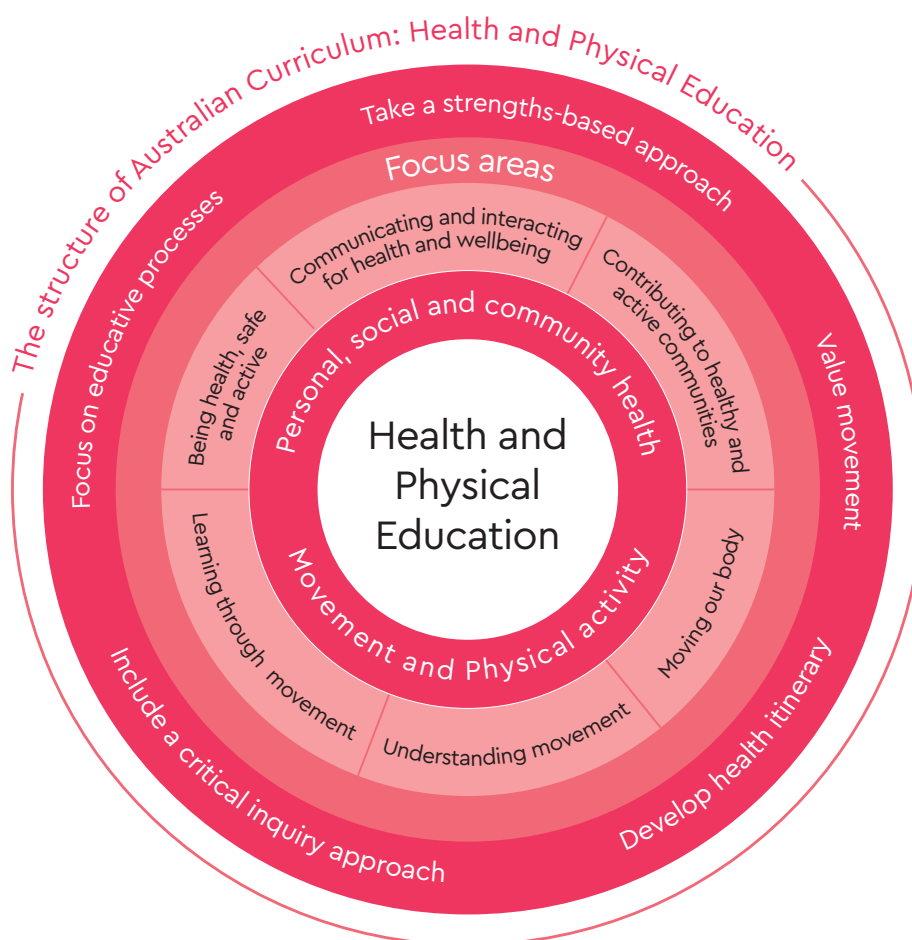 The structure of Australian Curriculum: Health and Physical Education
Take a strengths-based approach
Value movement
Develop health itinerary
Include a critical inquiry approach
Focus on educative processes
Focus areas
Communicating and interacting
for health and wellbeing
Contributing to healthy and
active communities
Moving our body
Understanding movement
Learning through movement
Being health, safe
and active
Personal, social and community health
Movement and Physical activity
Health and
Physical
Education